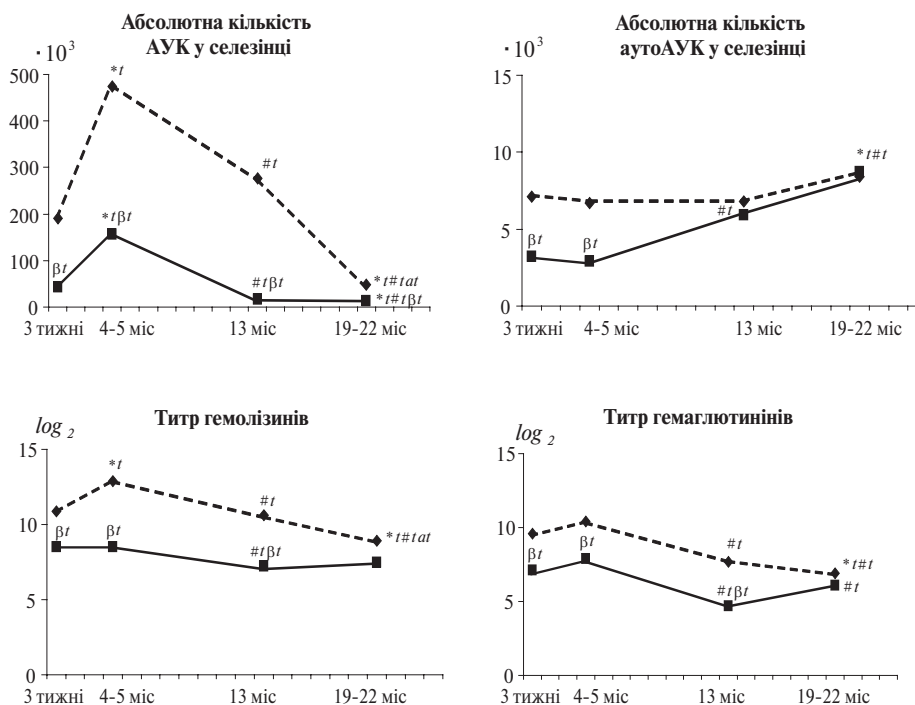 Абсолютна кількість
АУК у селезінці
· 10³
500
400
300
200
100
0
*t
#t
*t#tat
βt
*tβt
#tβt
*t#tβt
3 тижні 4-5 міс 13 міс 19-22 міс
Абсолютна кількість
аутоАУК у селезінці
· 10³
15
10
5
0
*t#t
#t
βt
βt
3 тижні 4-5 міс 13 міс 19-22 міс
Титр гемолізинів
log 2
15
10
5
0
*t
#t
*t#tat
βt
βt
#tβt
3 тижні 4-5 міс 13 міс 19-22 міс
Титр гемаглютинінів
log 2
15
10
5
0
#t
*t#t
βt
βt
#tβt
#t
3 тижні 4-5 міс 13 міс 19-22 міс